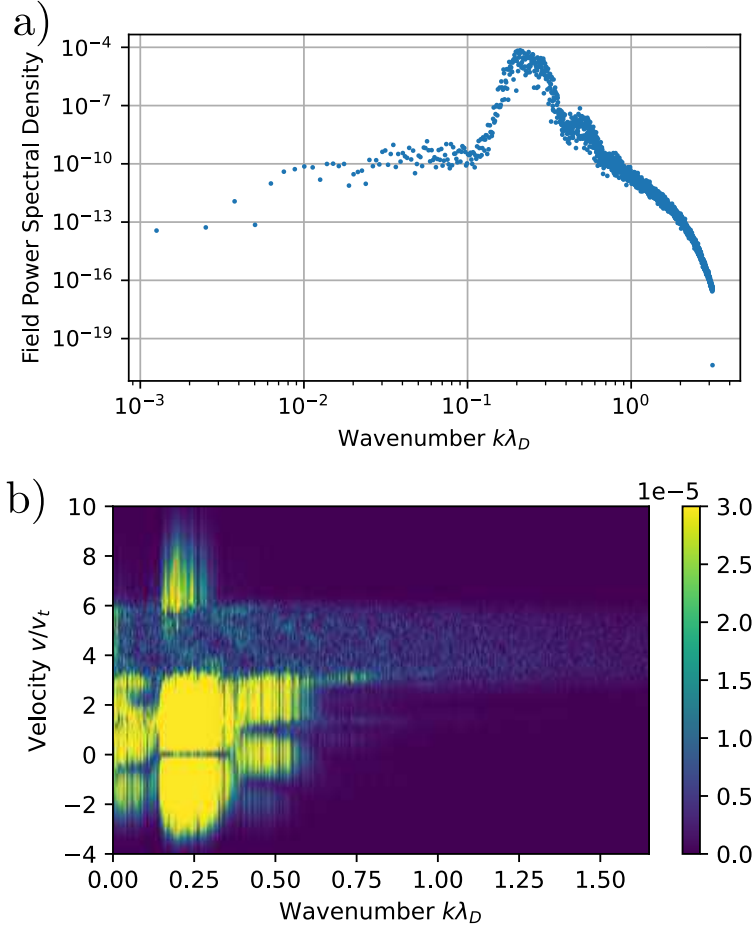 a)
Field Power Spectral Density
10⁻⁴
10⁻⁷
10⁻¹⁰
10⁻¹³
10⁻¹⁶
10⁻¹⁹
10⁻³ 10⁻² 10⁻¹ 10⁰
Wavenumber kλ_D
b)
1e−5
Velocity v/v_t
10
8
6
4
2
0
−2
−4
0.00 0.25 0.50 0.75 1.00 1.25 1.50
Wavenumber kλ_D
3.0
2.5
2.0
1.5
1.0
0.5
0.0